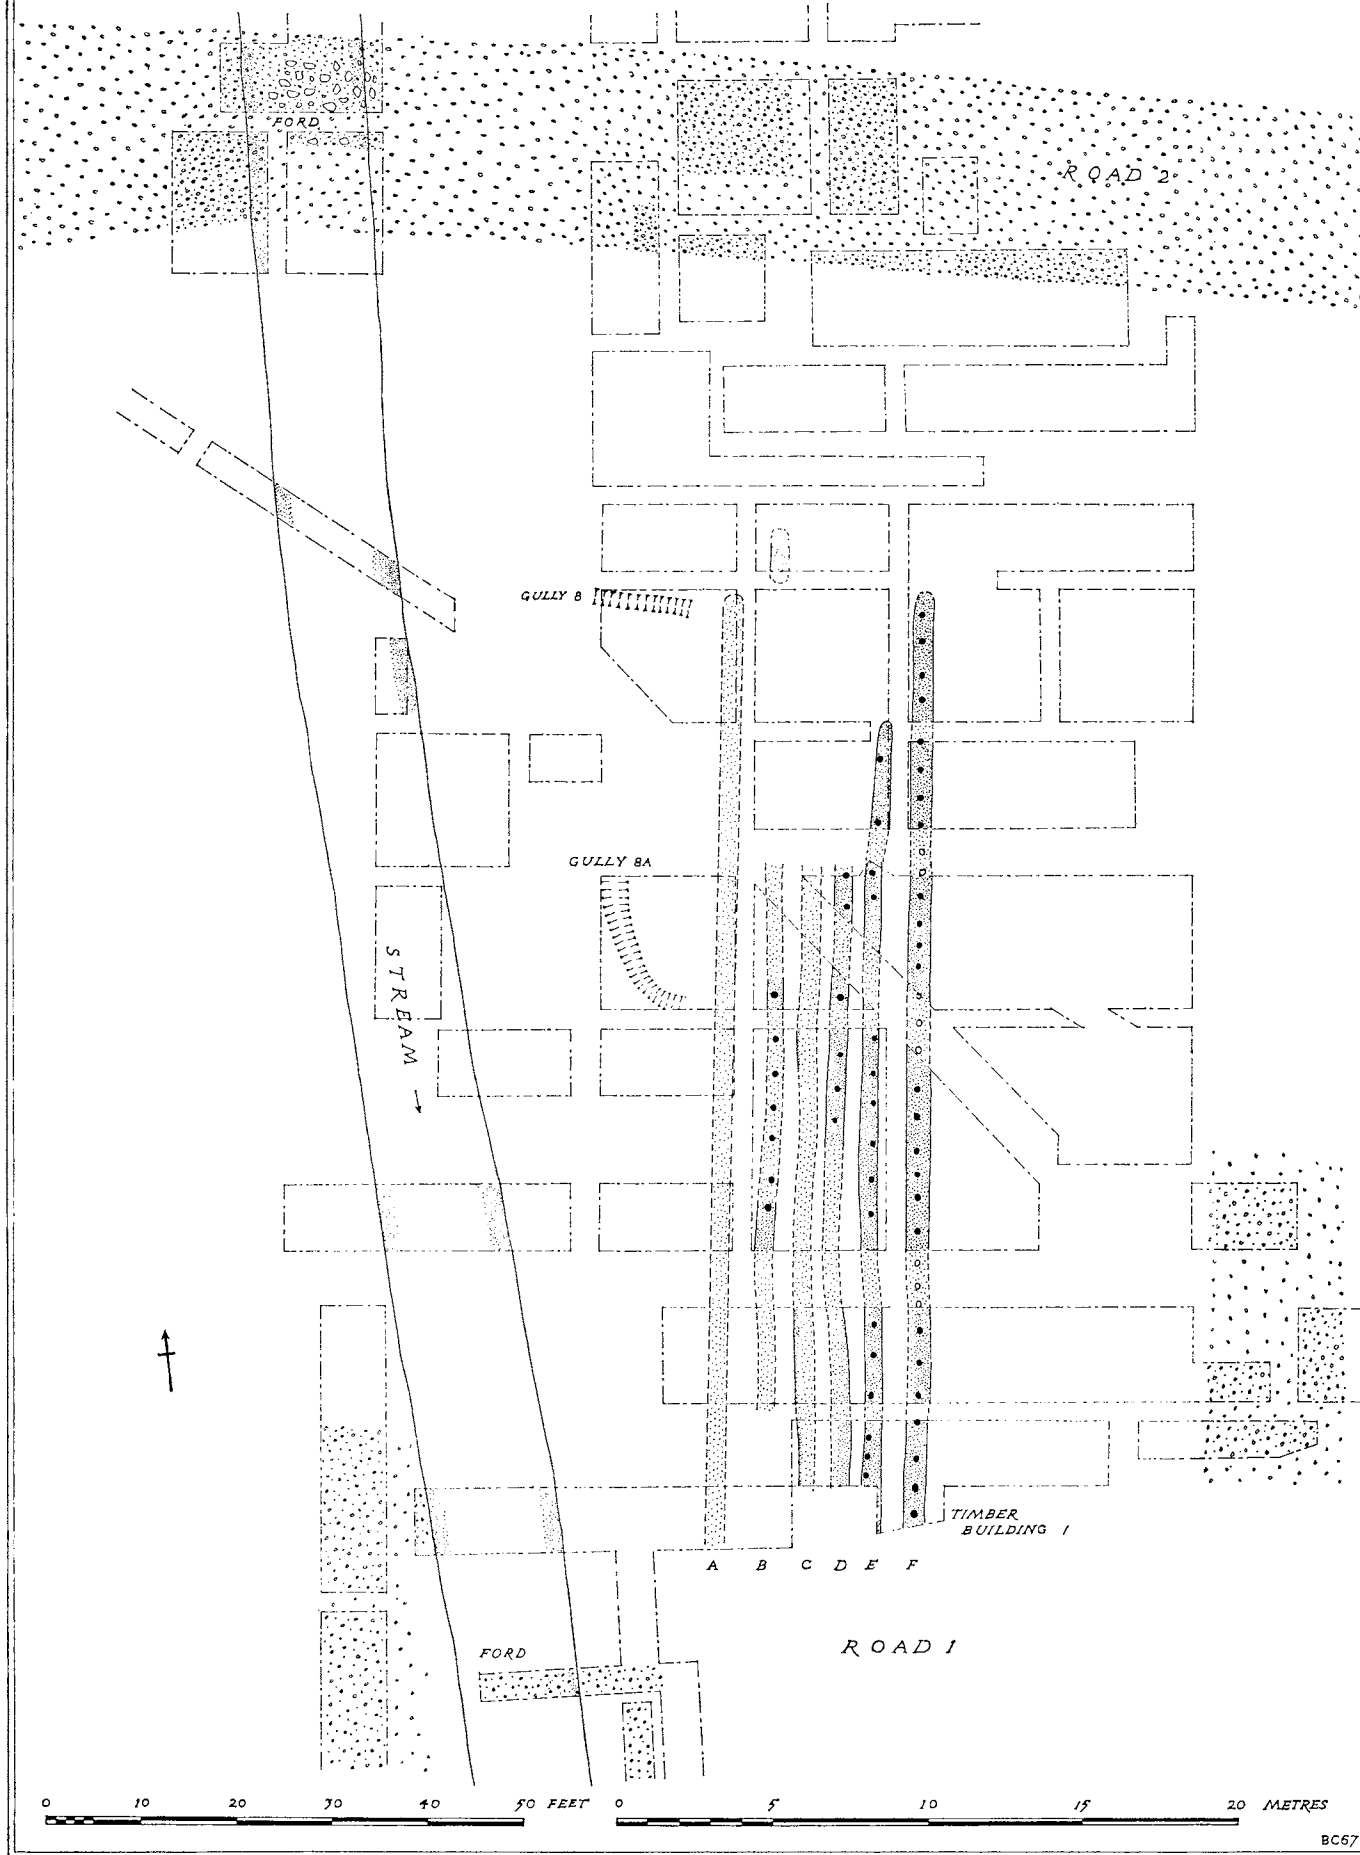 FORD
ROAD 2
GULLY 8
GULLY 8A
STREAM →
TIMBER
BUILDING 1
A B C D E F
FORD
ROAD 1
0 10 20 30 40 50 FEET 0 5 10 15 20 METRES
BC67